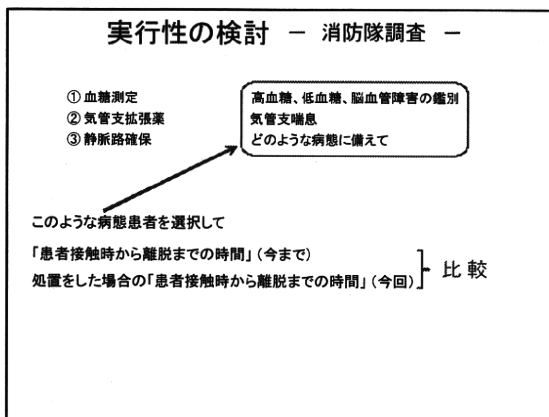 実行性の検討 － 消防隊調査 －
① 血糖測定
② 気管支拡張薬
③ 静脈路確保
高血糖、低血糖、脳血管障害の鑑別
気管支喘息
どのような病態に備えて
このような病態患者を選択して
「患者接触時から離脱までの時間」（今まで）
処置をした場合の「患者接触時から離脱までの時間」（今回）
比較